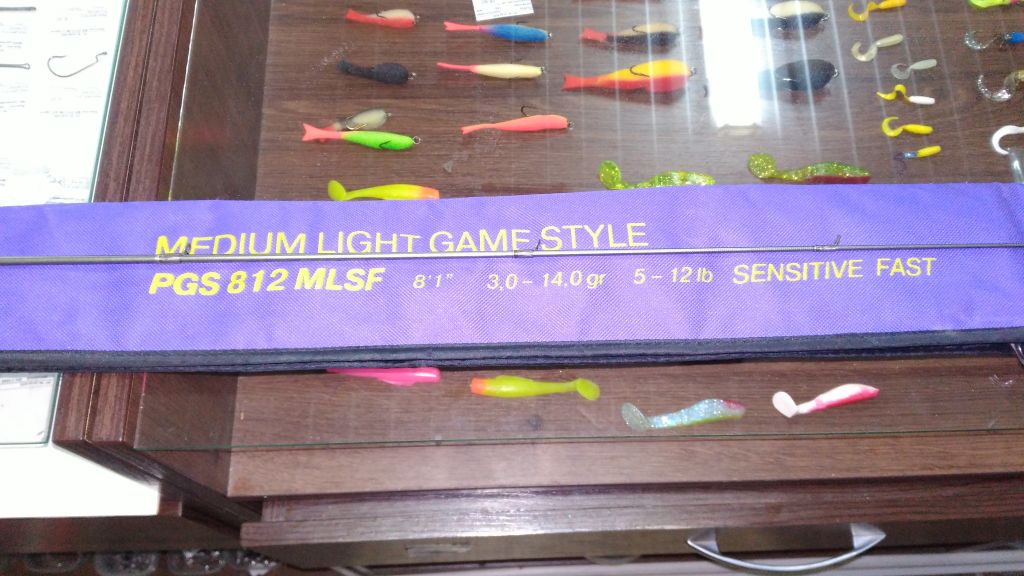 MEDIUM LIGHT GAME STYLE
PGS 812 MLSF 8'1" 3.0 - 14.0 gr 5 - 12 lb SENSITIVE FAST